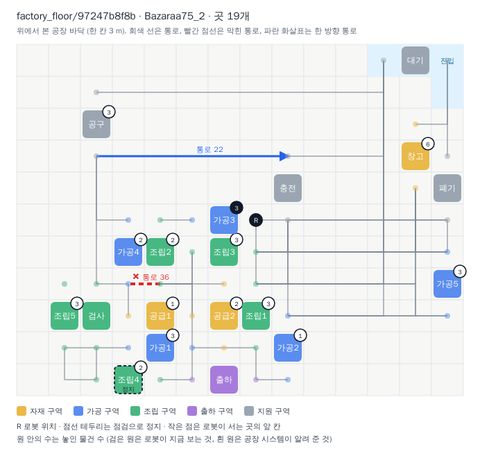 factory_floor/97247b8f8b · Bazaraa75_2 · 곳 19개
위에서 본 공장 바닥 (한 칸 3 m). 회색 선은 통로, 빨간 점선은 막힌 통로, 파란 화살표는 한 방향 통로
대기
진입
공구 3
창고 6
통로 22
충전
폐기
가공3 3
R
가공4 2
조립2 2
조립3 3
가공5 3
✖ 통로 36
조립5 3
검사
공급1 1
공급2 2
조립1 3
가공1 3
가공2 1
조립4 2
정지
출하
자재 구역
가공 구역
조립 구역
출하 구역
지원 구역
R 로봇 위치 · 점선 테두리는 점검으로 정지 · 작은 점은 로봇이 서는 곳의 앞 칸
원 안의 수는 놓인 물건 수 (검은 원은 로봇이 지금 보는 것, 흰 원은 공장 시스템이 알려 준 것)